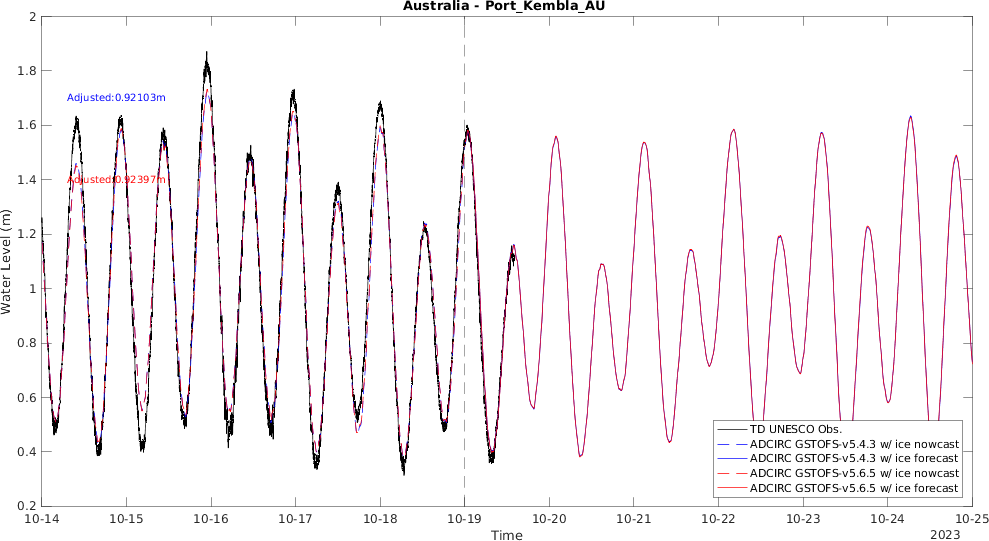 Australia - Port_Kembla_AU
2
1.8
1.6
1.4
1.2
1
0.8
0.6
0.4
0.2
Water Level (m)
Adjusted:0.92103m
Adjusted:0.92397m
TD UNESCO Obs.
ADCIRC GSTOFS-v5.4.3 w/ ice nowcast
ADCIRC GSTOFS-v5.4.3 w/ ice forecast
ADCIRC GSTOFS-v5.6.5 w/ ice nowcast
ADCIRC GSTOFS-v5.6.5 w/ ice forecast
10-14 10-15 10-16 10-17 10-18 10-19 10-20 10-21 10-22 10-23 10-24 10-25
Time
2023